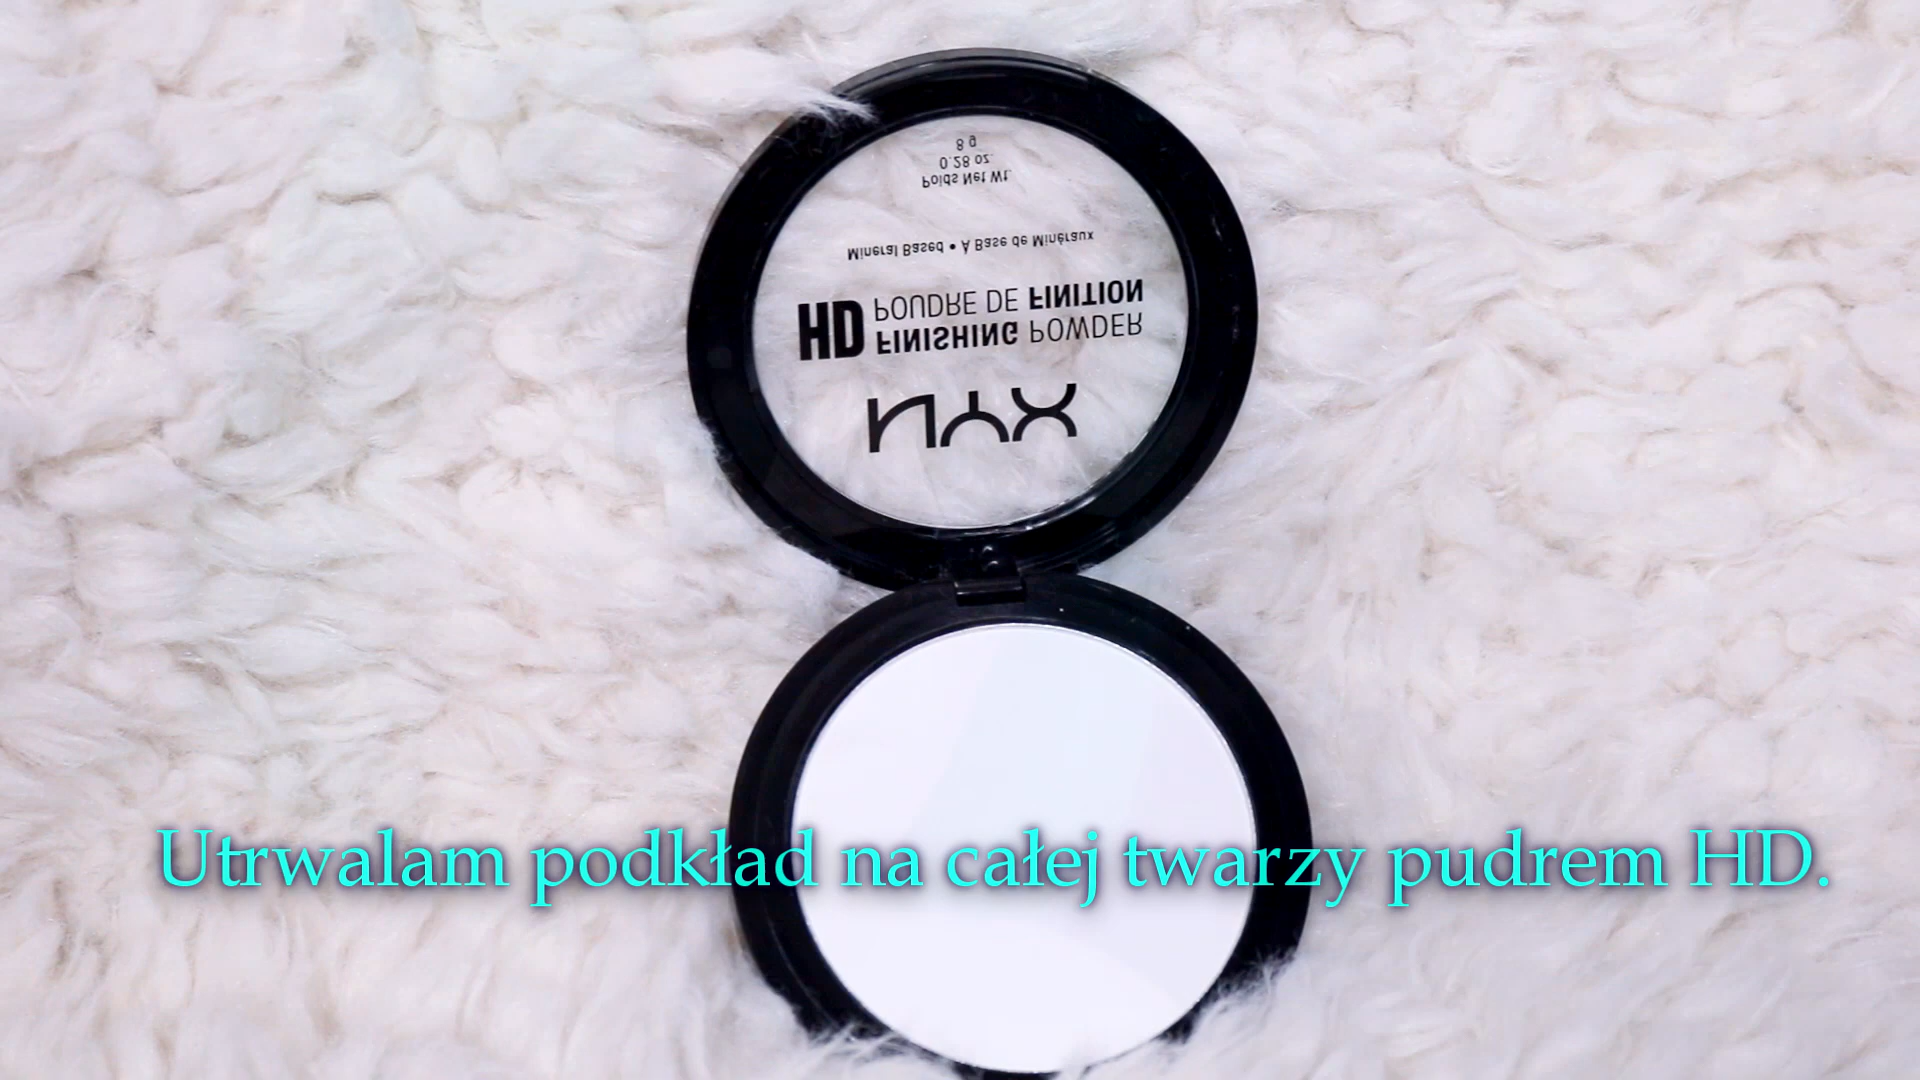 8 g
0.28 oz.
Poids Net Wt.
Mineral Based • À Base de Minéraux
HD POUDRE DE FINITION
FINISHING POWDER
NYX
Utrwalam podkład na całej twarzy pudrem HD.